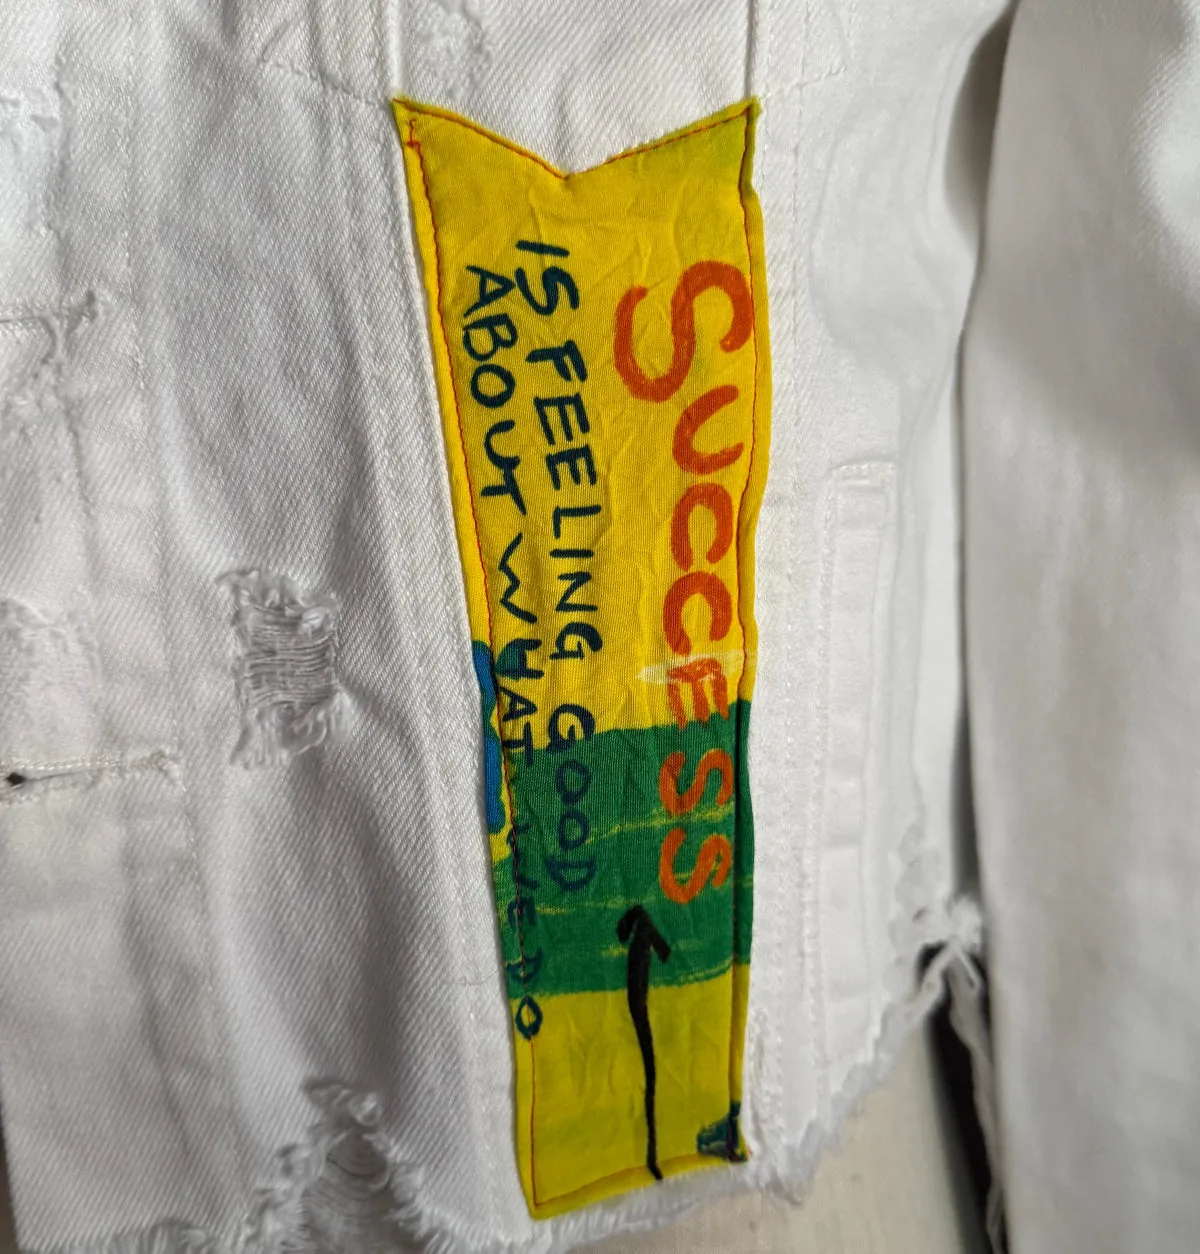 SUCCESS
IS FEELING GOOD
ABOUT WHAT WE DO